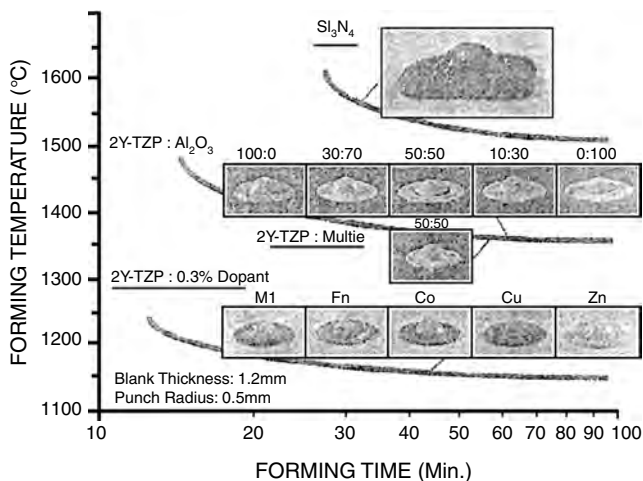 Sl₃N₄
1600
1500
1400
1300
1200
1100
FORMING TEMPERATURE (°C)
2Y-TZP : Al₂O₃
100:0 30:70 50:50 10:30 0:100
50:50
2Y-TZP : Multie
2Y-TZP : 0.3% Dopant
M1 Fn Co Cu Zn
Blank Thickness: 1.2mm
Punch Radius: 0.5mm
10 20 30 40 50 60 70 80 90 100
FORMING TIME (Min.)